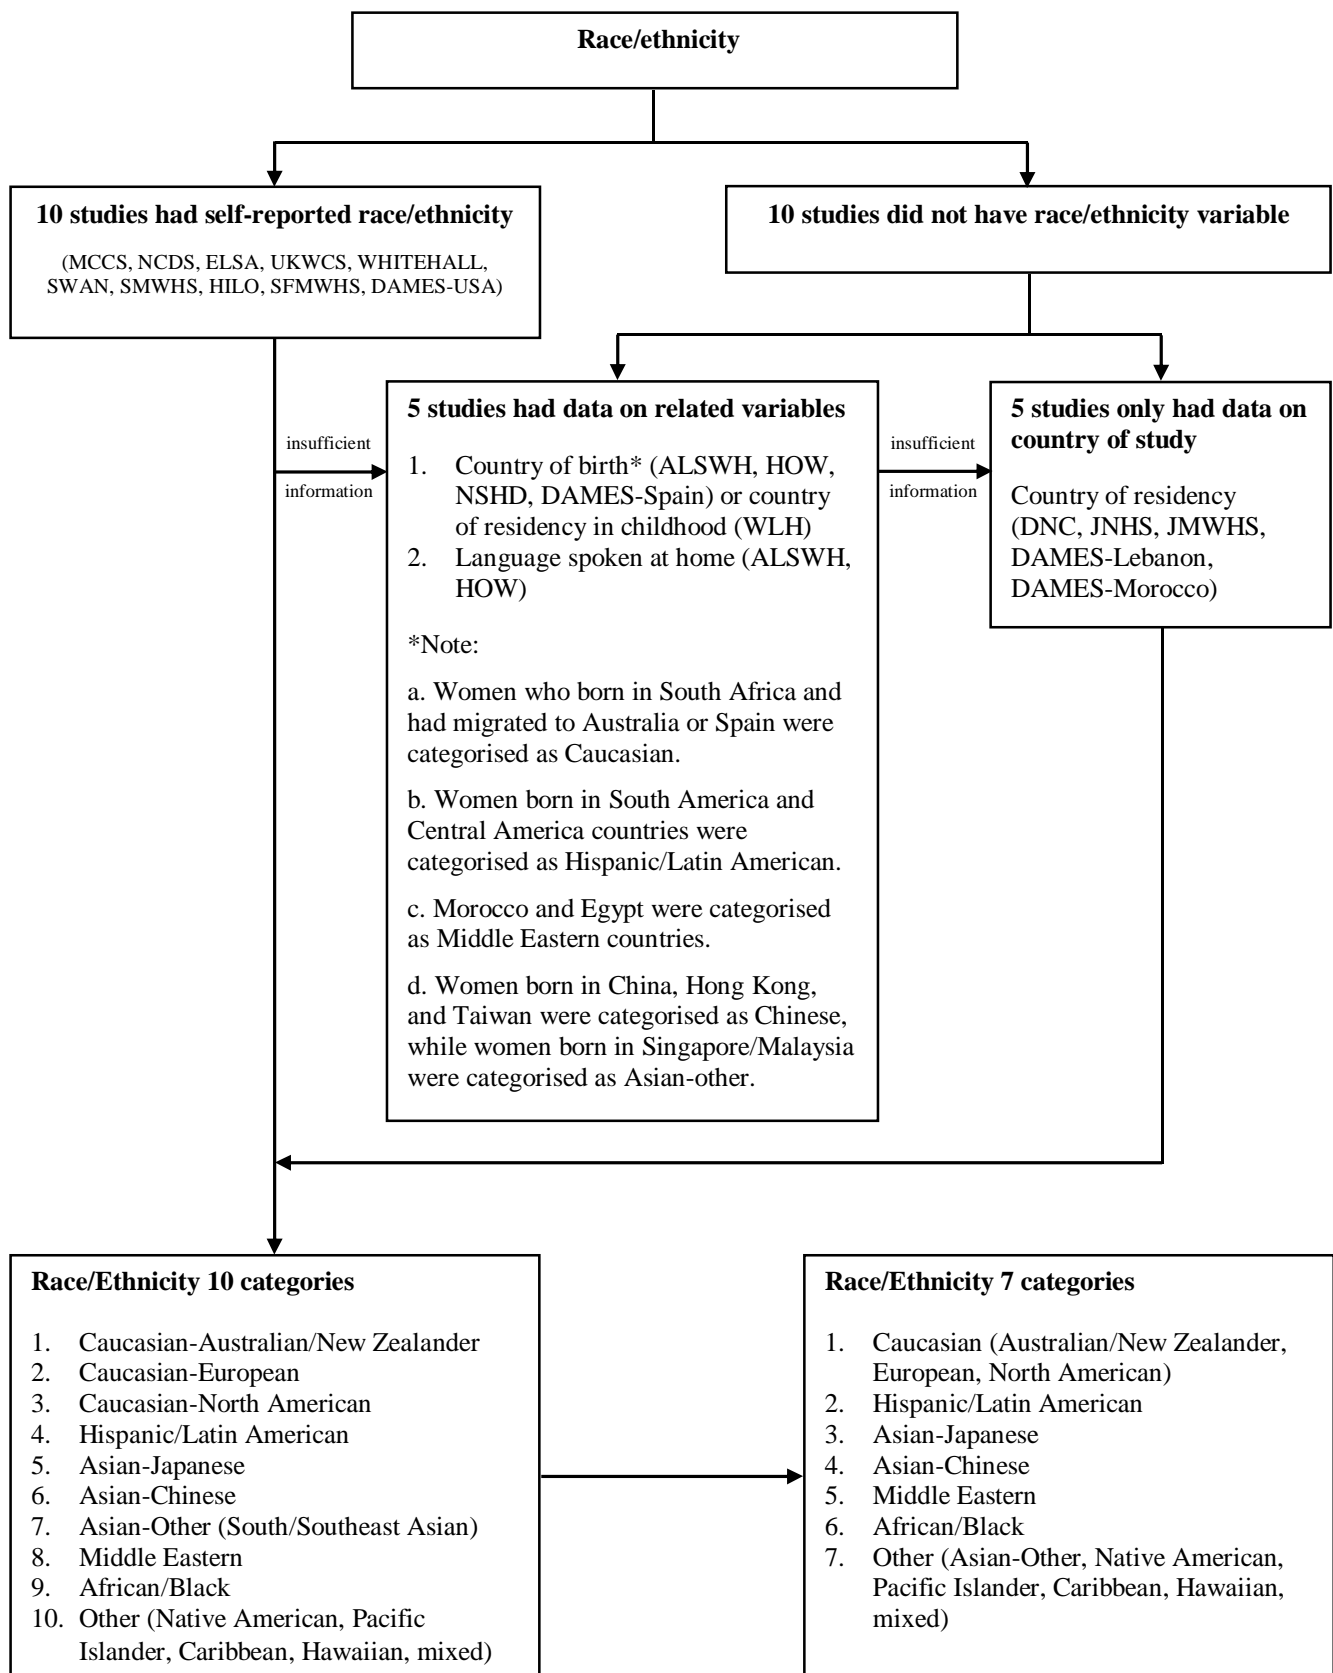 Race/ethnicity
10 studies had self-reported race/ethnicity
(MCCS, NCDS, ELSA, UKWCS, WHITEHALL,
SWAN, SMWHS, HILO, SFMWHS, DAMES-USA)
10 studies did not have race/ethnicity variable
insufficient
information
5 studies had data on related variables
1. Country of birth* (ALSWH, HOW,
NSHD, DAMES-Spain) or country
of residency in childhood (WLH)
2. Language spoken at home (ALSWH,
HOW)
*Note:
a. Women who born in South Africa and
had migrated to Australia or Spain were
categorised as Caucasian.
b. Women born in South America and
Central America countries were
categorised as Hispanic/Latin American.
c. Morocco and Egypt were categorised
as Middle Eastern countries.
d. Women born in China, Hong Kong,
and Taiwan were categorised as Chinese,
while women born in Singapore/Malaysia
were categorised as Asian-other.
insufficient
information
5 studies only had data on
country of study
Country of residency
(DNC, JNHS, JMWHS,
DAMES-Lebanon,
DAMES-Morocco)
Race/Ethnicity 10 categories
1. Caucasian-Australian/New Zealander
2. Caucasian-European
3. Caucasian-North American
4. Hispanic/Latin American
5. Asian-Japanese
6. Asian-Chinese
7. Asian-Other (South/Southeast Asian)
8. Middle Eastern
9. African/Black
10. Other (Native American, Pacific
Islander, Caribbean, Hawaiian, mixed)
Race/Ethnicity 7 categories
1. Caucasian (Australian/New Zealander,
European, North American)
2. Hispanic/Latin American
3. Asian-Japanese
4. Asian-Chinese
5. Middle Eastern
6. African/Black
7. Other (Asian-Other, Native American,
Pacific Islander, Caribbean, Hawaiian,
mixed)